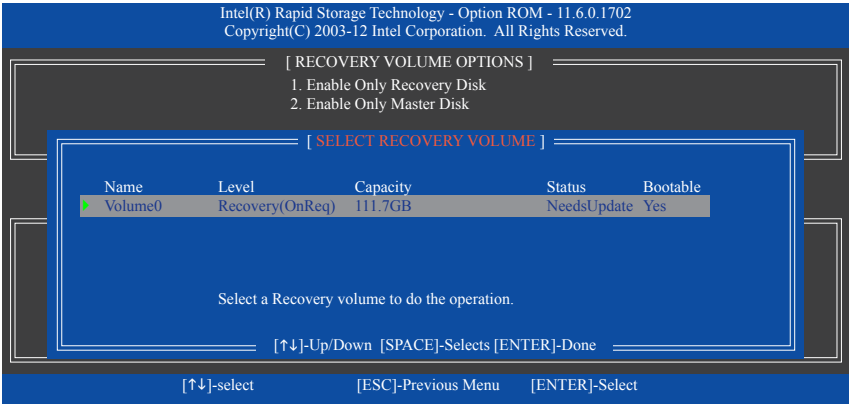 Intel(R) Rapid Storage Technology - Option ROM - 11.6.0.1702
Copyright(C) 2003-12 Intel Corporation. All Rights Reserved.
[ RECOVERY VOLUME OPTIONS ]
1. Enable Only Recovery Disk
2. Enable Only Master Disk
[ SELECT RECOVERY VOLUME ]
Name Level Capacity Status Bootable
Volume0 Recovery(OnReq) 111.7GB NeedsUpdate Yes
Select a Recovery volume to do the operation.
[↑↓]-Up/Down [SPACE]-Selects [ENTER]-Done
[↑↓]-select [ESC]-Previous Menu [ENTER]-Select